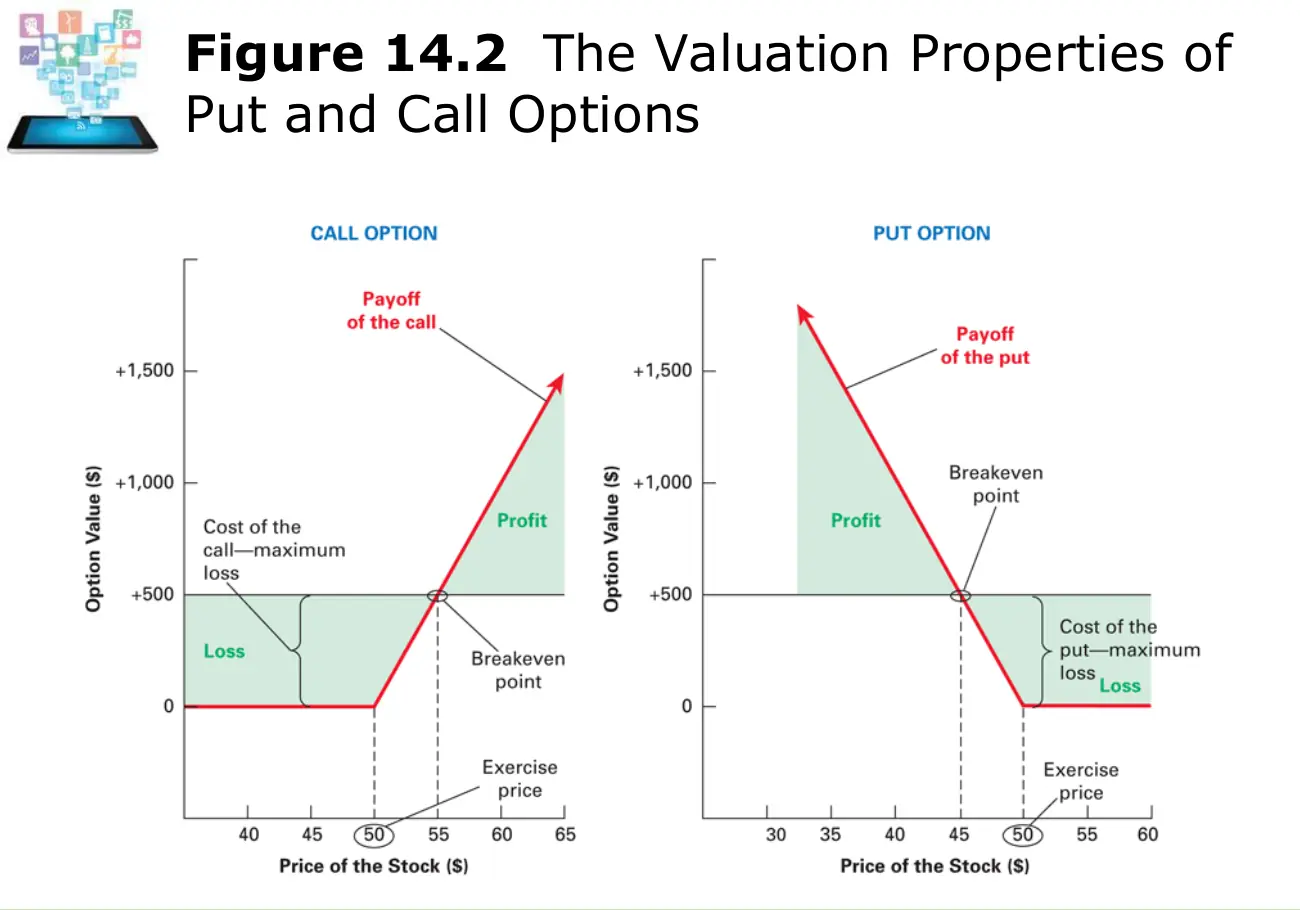 Figure 14.2 The Valuation Properties of
Put and Call Options
CALL OPTION
Payoff
of the call
+1,500
+1,000
+500
0
Option Value ($)
Cost of the
call—maximum
loss
Loss
Profit
Breakeven
point
Exercise
price
40 45 50 55 60 65
Price of the Stock ($)
PUT OPTION
Payoff
of the put
+1,500
+1,000
+500
0
Option Value ($)
Breakeven
point
Profit
Cost of the
put—maximum
loss
Loss
Exercise
price
30 35 40 45 50 55 60
Price of the Stock ($)